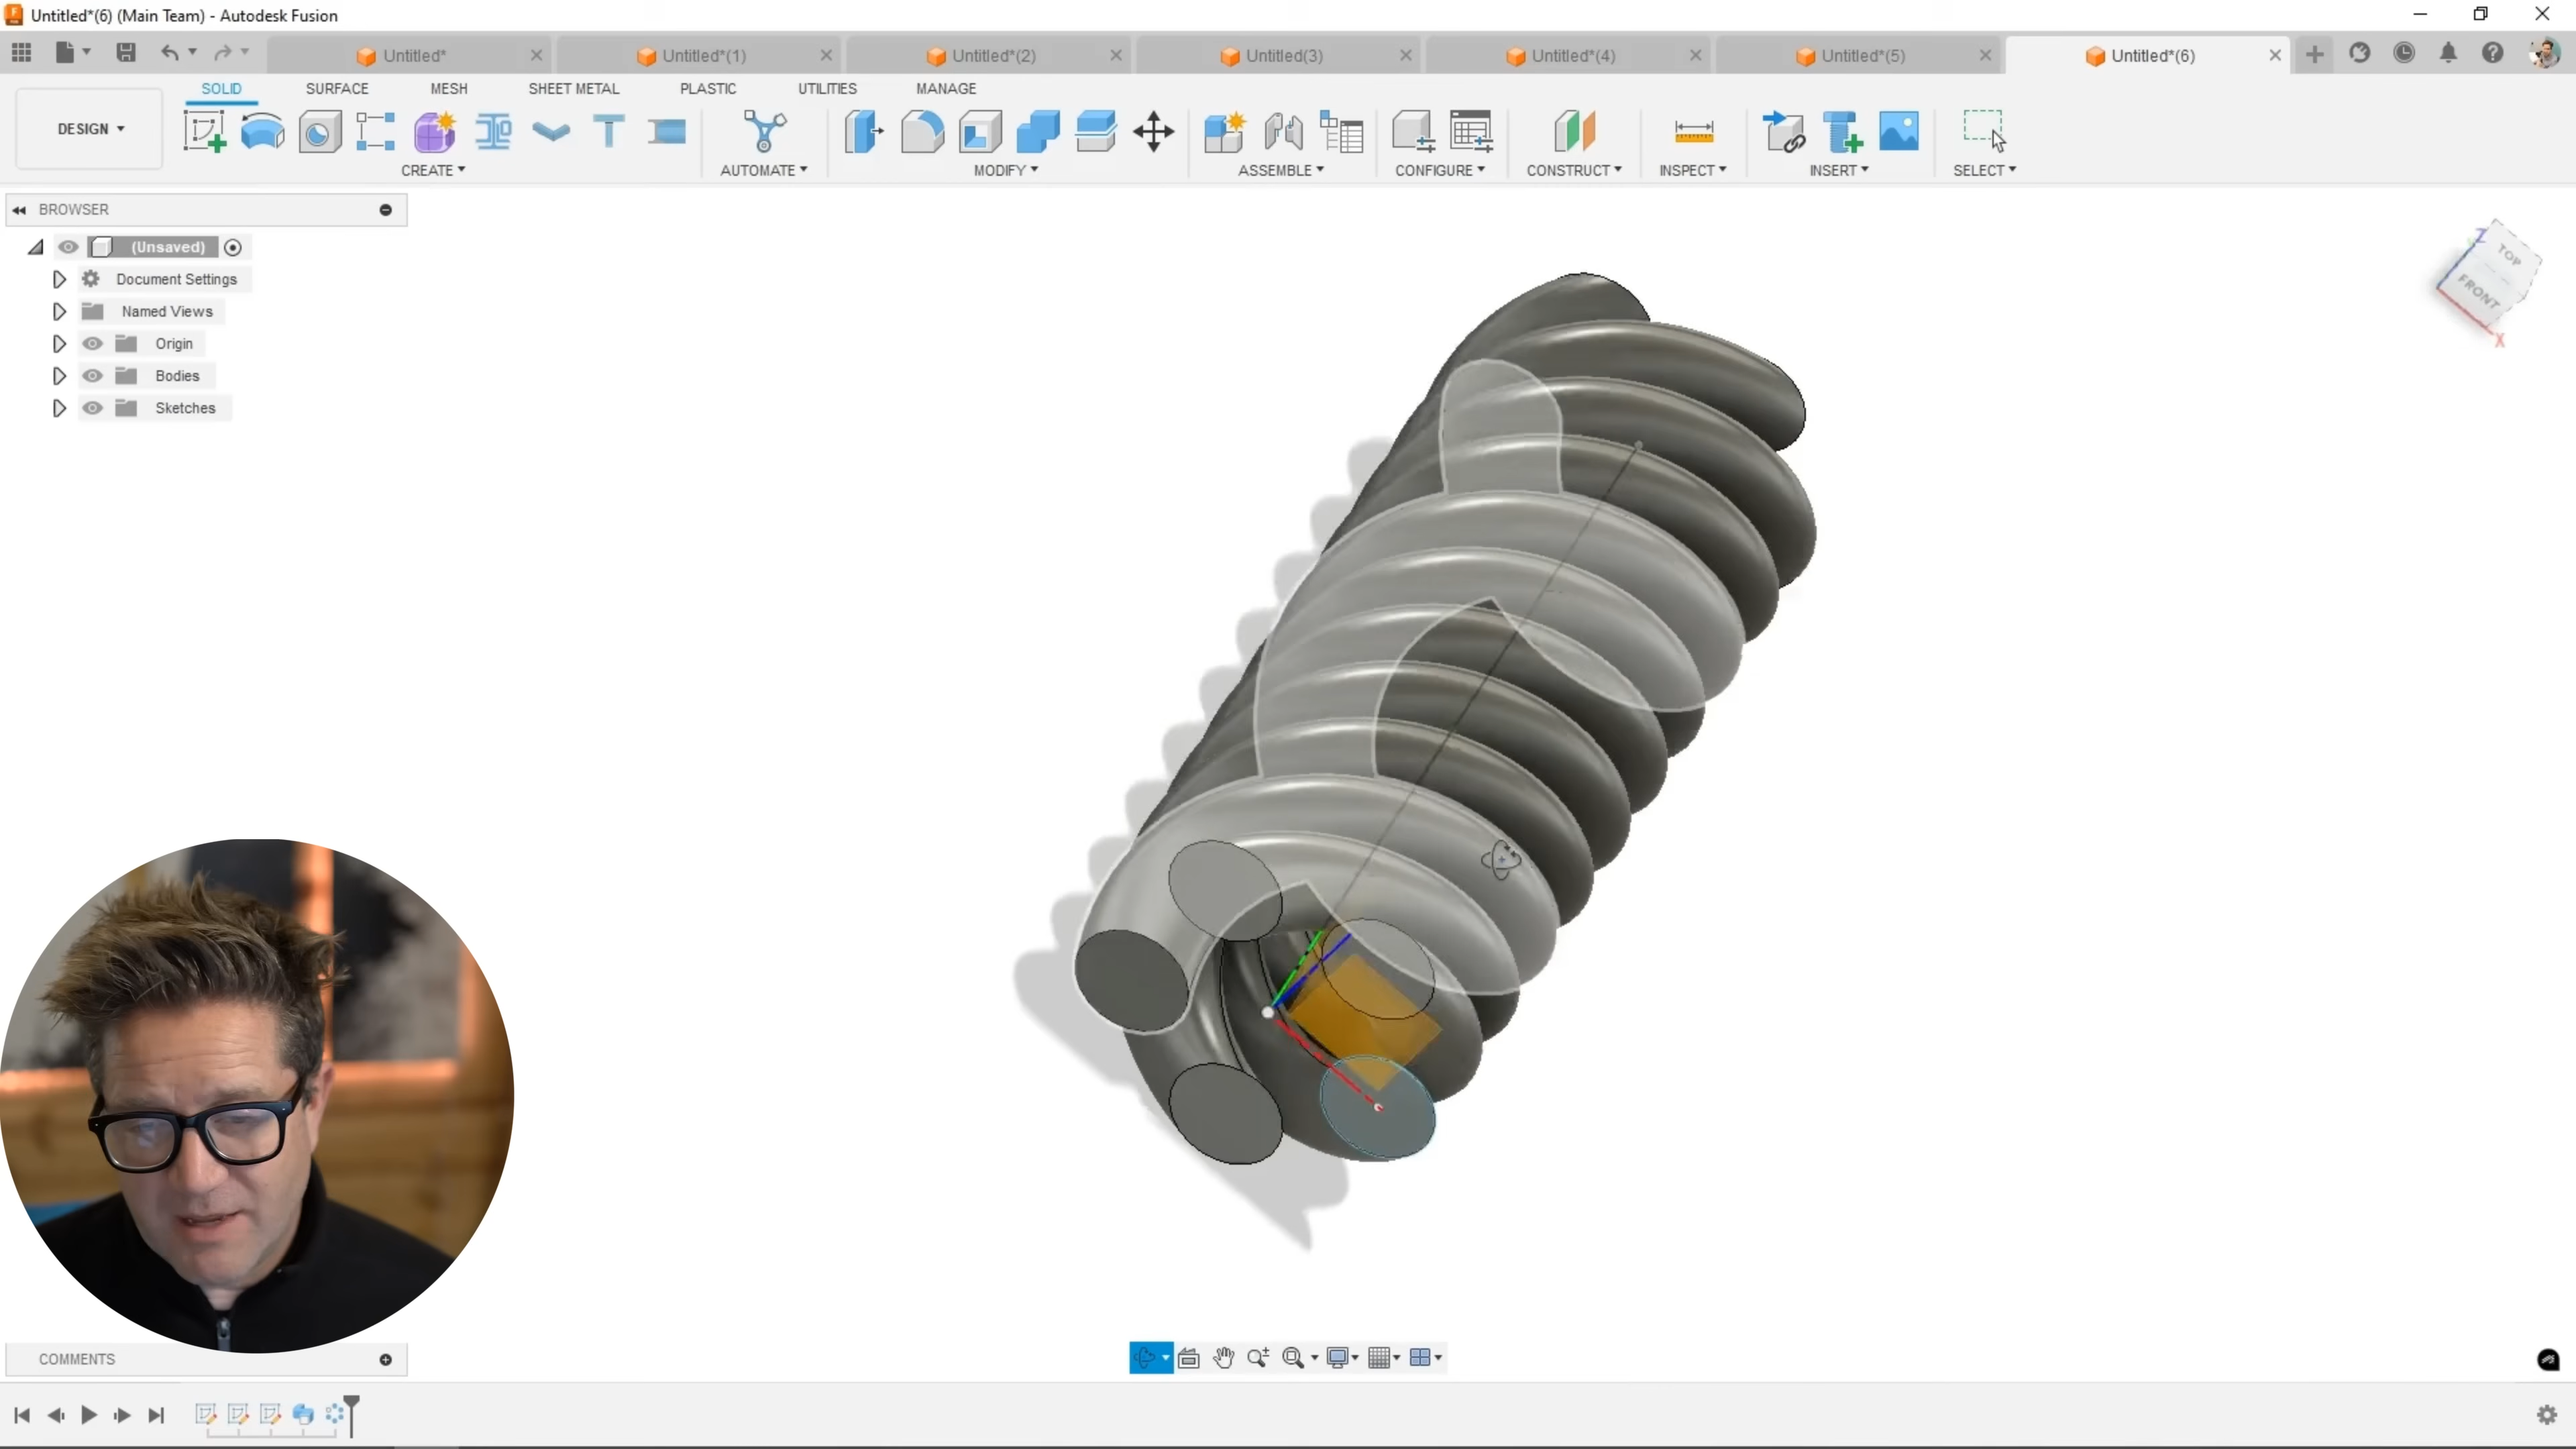 Untitled*(6) (Main Team) - Autodesk Fusion
Untitled*
Untitled*(1)
Untitled*(2)
Untitled(3)
Untitled*(4)
Untitled*(5)
Untitled*(6)
SOLID
SURFACE
MESH
SHEET METAL
PLASTIC
UTILITIES
MANAGE
DESIGN
CREATE
AUTOMATE
MODIFY
ASSEMBLE
CONFIGURE
CONSTRUCT
INSPECT
INSERT
SELECT
BROWSER
(Unsaved)
Document Settings
Named Views
Origin
Bodies
Sketches
Z
TOP
FRONT
X
COMMENTS